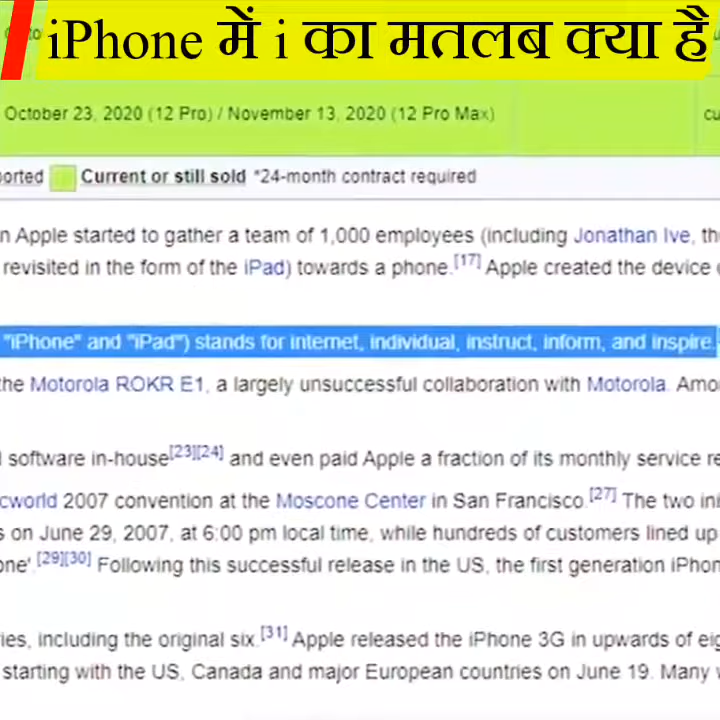 iPhone में i का मतलब क्या है
October 23, 2020 (12 Pro) / November 13, 2020 (12 Pro Max)
Current or still sold *24-month contract required
n Apple started to gather a team of 1,000 employees (including Jonathan Ive, th
revisited in the form of the iPad) towards a phone.[17] Apple created the device
"iPhone" and "iPad") stands for internet, individual, instruct, inform, and inspire.
the Motorola ROKR E1, a largely unsuccessful collaboration with Motorola. Amo
software in-house[23][24] and even paid Apple a fraction of its monthly service re
cworld 2007 convention at the Moscone Center in San Francisco.[27] The two ini
s on June 29, 2007, at 6:00 pm local time, while hundreds of customers lined up
one'.[29][30] Following this successful release in the US, the first generation iPhon
ries, including the original six.[31] Apple released the iPhone 3G in upwards of eig
starting with the US, Canada and major European countries on June 19. Many